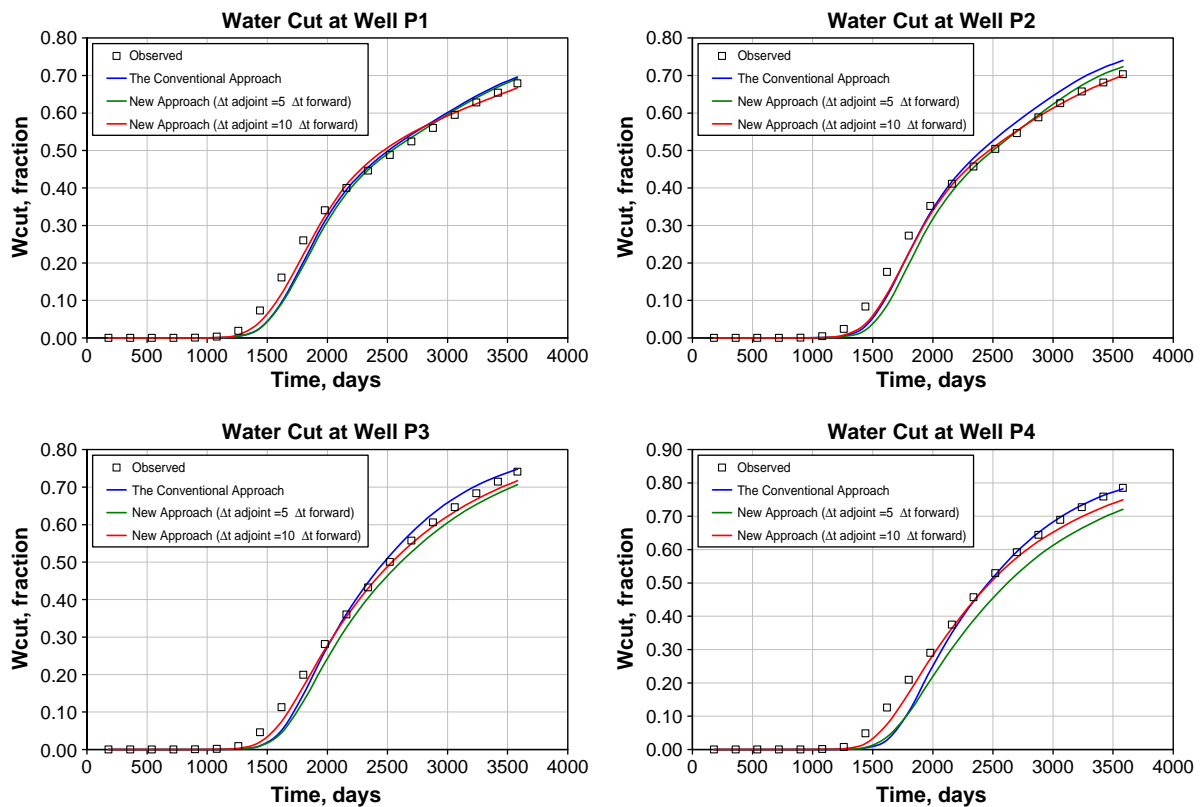 Water Cut at Well P1
0.80
0.70
0.60
0.50
0.40
0.30
0.20
0.10
0.00
Wcut, fraction
Observed
The Conventional Approach
New Approach (Δt adjoint =5 Δt forward)
New Approach (Δt adjoint =10 Δt forward)
0 500 1000 1500 2000 2500 3000 3500 4000
Time, days
Water Cut at Well P2
0.80
0.70
0.60
0.50
0.40
0.30
0.20
0.10
0.00
Wcut, fraction
Observed
The Conventional Approach
New Approach (Δt adjoint =5 Δt forward)
New Approach (Δt adjoint =10 Δt forward)
0 500 1000 1500 2000 2500 3000 3500 4000
Time, days
Water Cut at Well P3
0.80
0.70
0.60
0.50
0.40
0.30
0.20
0.10
0.00
Wcut, fraction
Observed
The Conventional Approach
New Approach (Δt adjoint =5 Δt forward)
New Approach (Δt adjoint =10 Δt forward)
0 500 1000 1500 2000 2500 3000 3500 4000
Time, days
Water Cut at Well P4
0.90
0.80
0.70
0.60
0.50
0.40
0.30
0.20
0.10
0.00
Wcut, fraction
Observed
The Conventional Approach
New Approach (Δt adjoint =5 Δt forward)
New Approach (Δt adjoint =10 Δt forward)
0 500 1000 1500 2000 2500 3000 3500 4000
Time, days